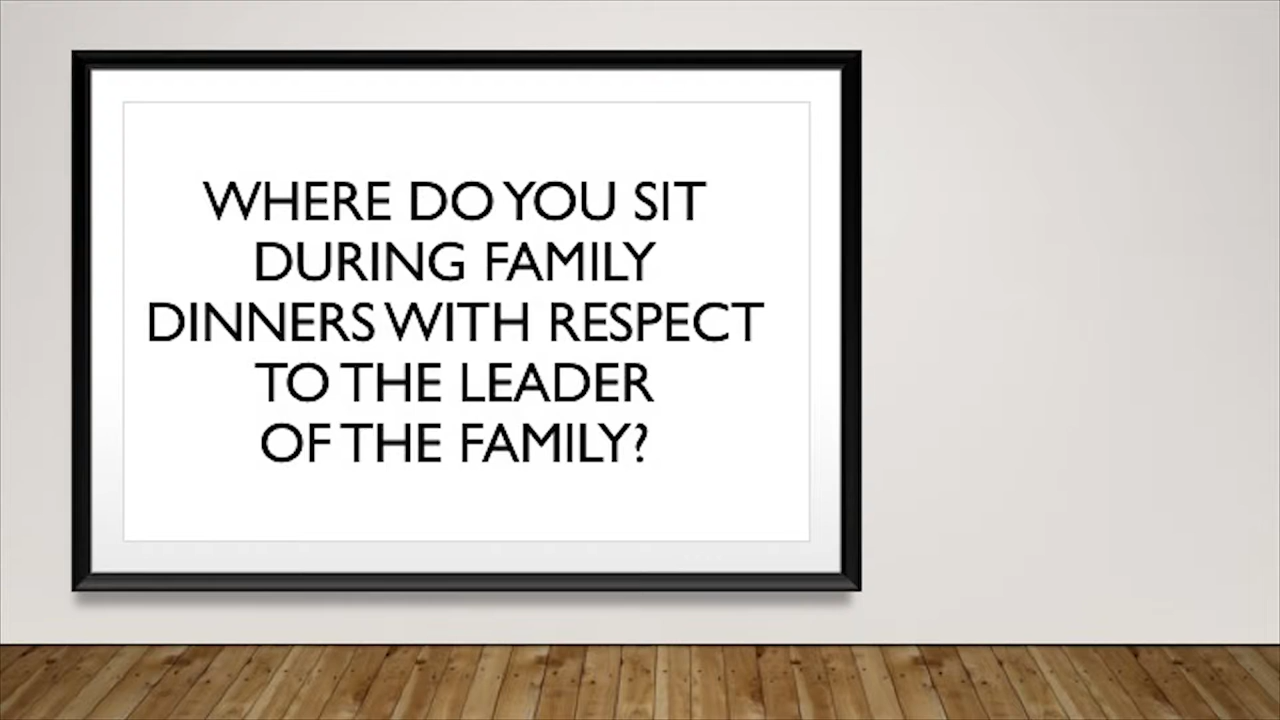 WHERE DO YOU SIT
DURING FAMILY
DINNERS WITH RESPECT
TO THE LEADER
OF THE FAMILY?